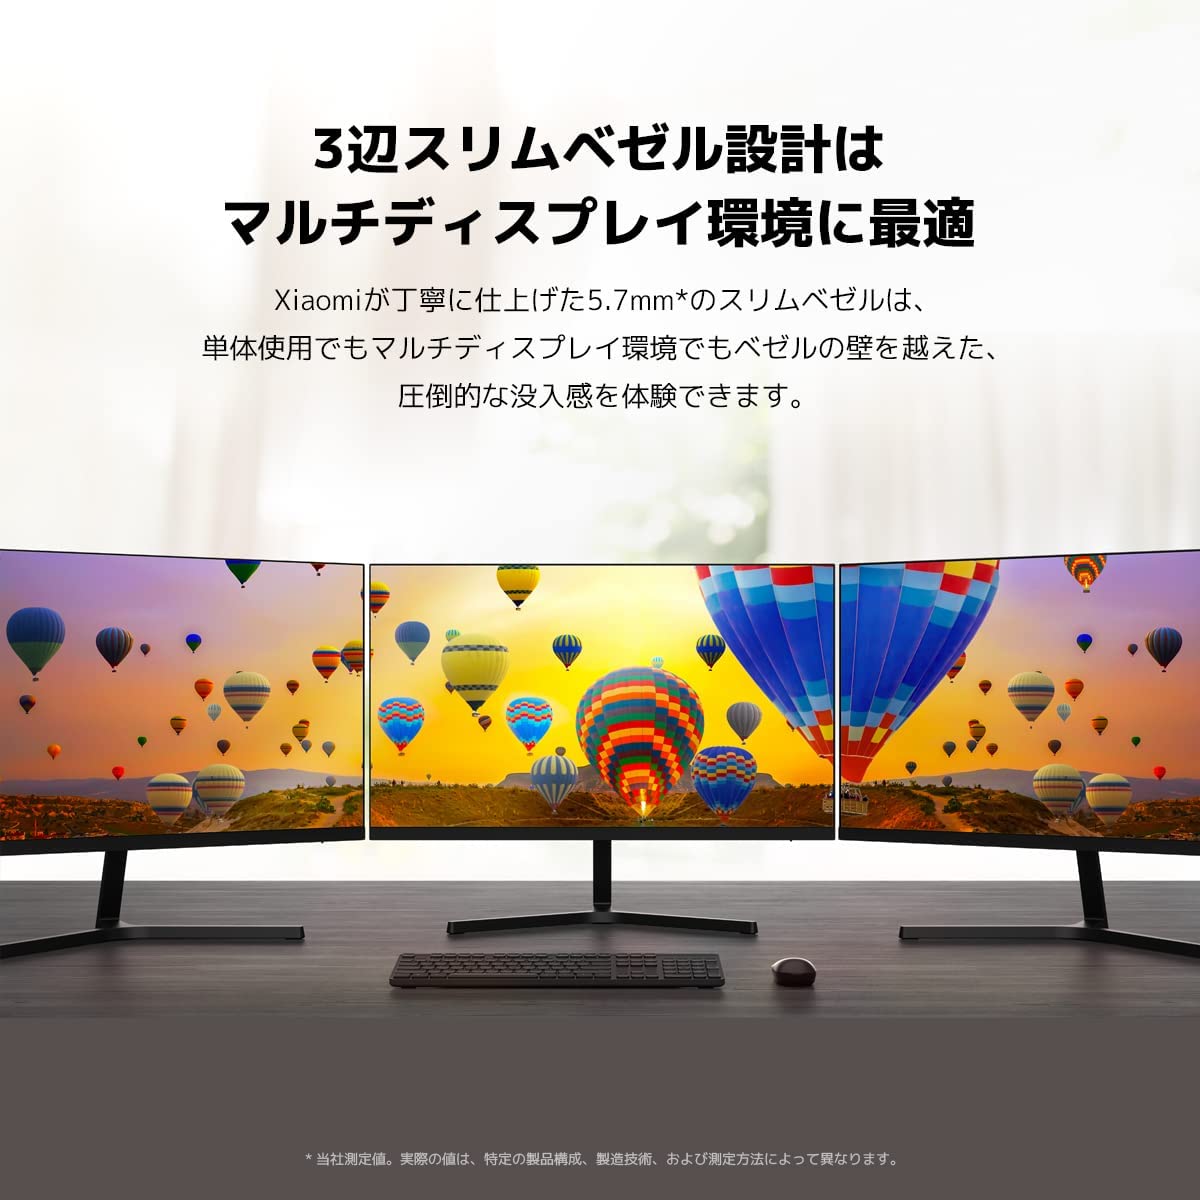 3辺スリムベゼル設計は
マルチディスプレイ環境に最適
Xiaomiが丁寧に仕上げた5.7mm*のスリムベゼルは、
単体使用でもマルチディスプレイ環境でもベゼルの壁を越えた、
圧倒的な没入感を体験できます。
* 当社測定値。実際の値は、特定の製品構成、製造技術、および測定方法によって異なります。